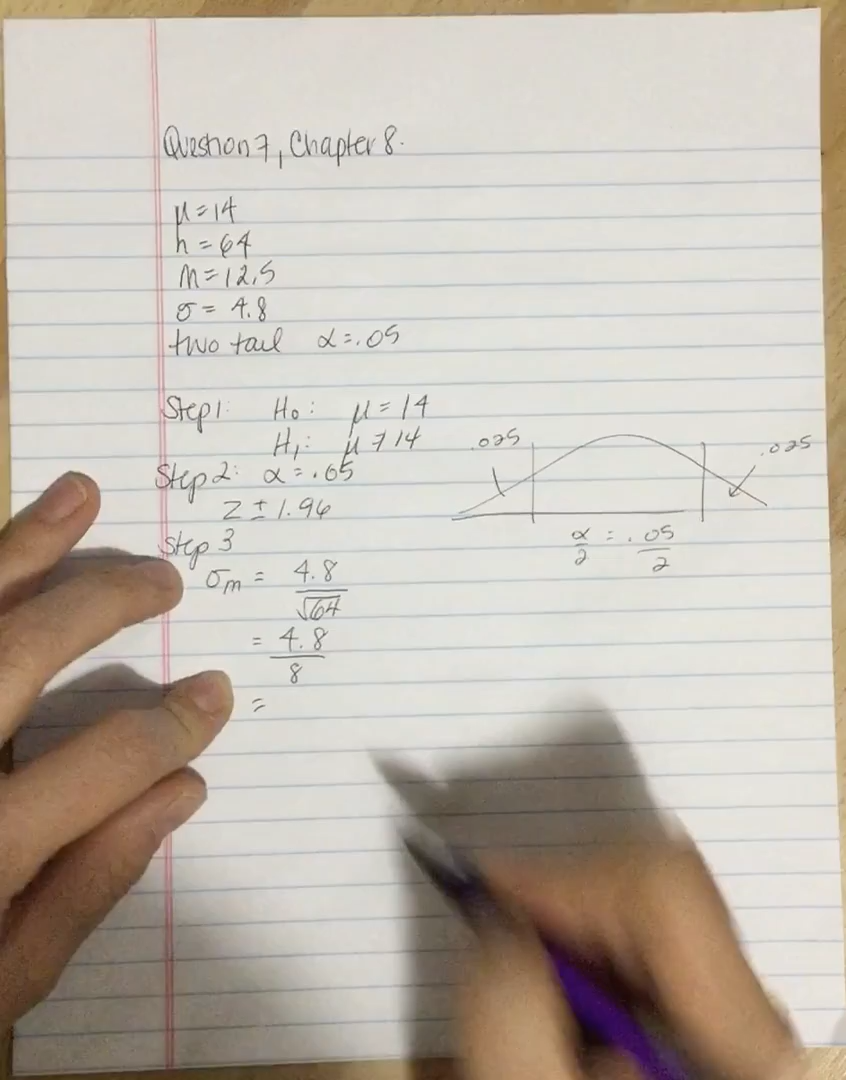 Question 7, Chapter 8.
μ = 14
n = 64
M = 12.5
σ = 4.8
two tail α = .05
Step 1: H₀: μ = 14
H₁: μ ≠ 14
Step 2: α = .05
Z ± 1.96
.025 .025
α/2 = .05/2
Step 3
σm = 4.8/√64
= 4.8/8
=